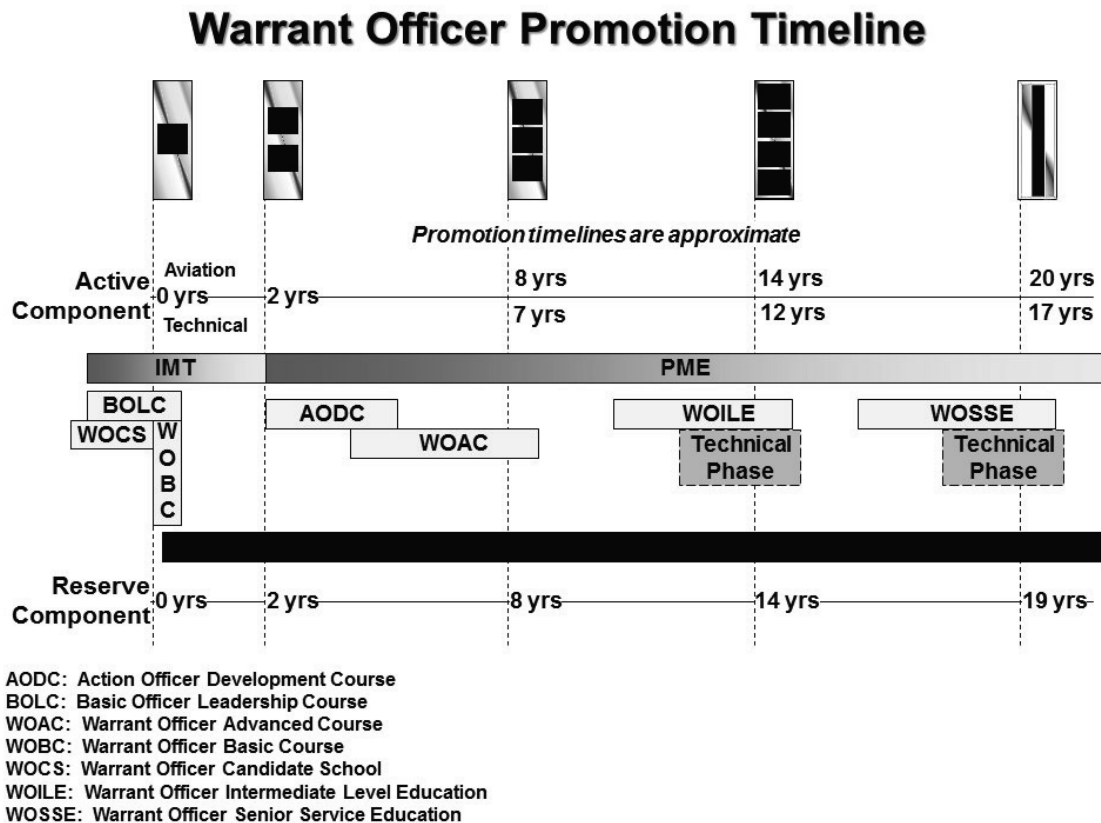 Warrant Officer Promotion Timeline
Promotion timelines are approximate
Active
Component
Aviation
Technical
0 yrs
2 yrs
8 yrs
14 yrs
20 yrs
7 yrs
12 yrs
17 yrs
IMT
PME
BOLC
WOCS
WOBC
AODC
WOAC
WOILE
Technical
Phase
WOSSE
Technical
Phase
Reserve
Component
0 yrs
2 yrs
8 yrs
14 yrs
19 yrs
AODC: Action Officer Development Course
BOLC: Basic Officer Leadership Course
WOAC: Warrant Officer Advanced Course
WOBC: Warrant Officer Basic Course
WOCS: Warrant Officer Candidate School
WOILE: Warrant Officer Intermediate Level Education
WOSSE: Warrant Officer Senior Service Education